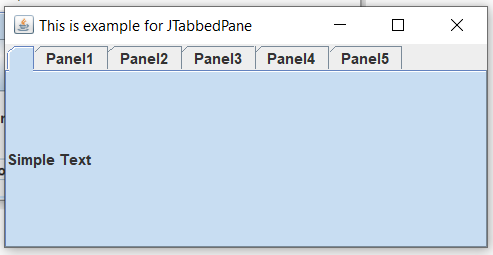 This is example for JTabbedPane
Panel1 Panel2 Panel3 Panel4 Panel5
Simple Text